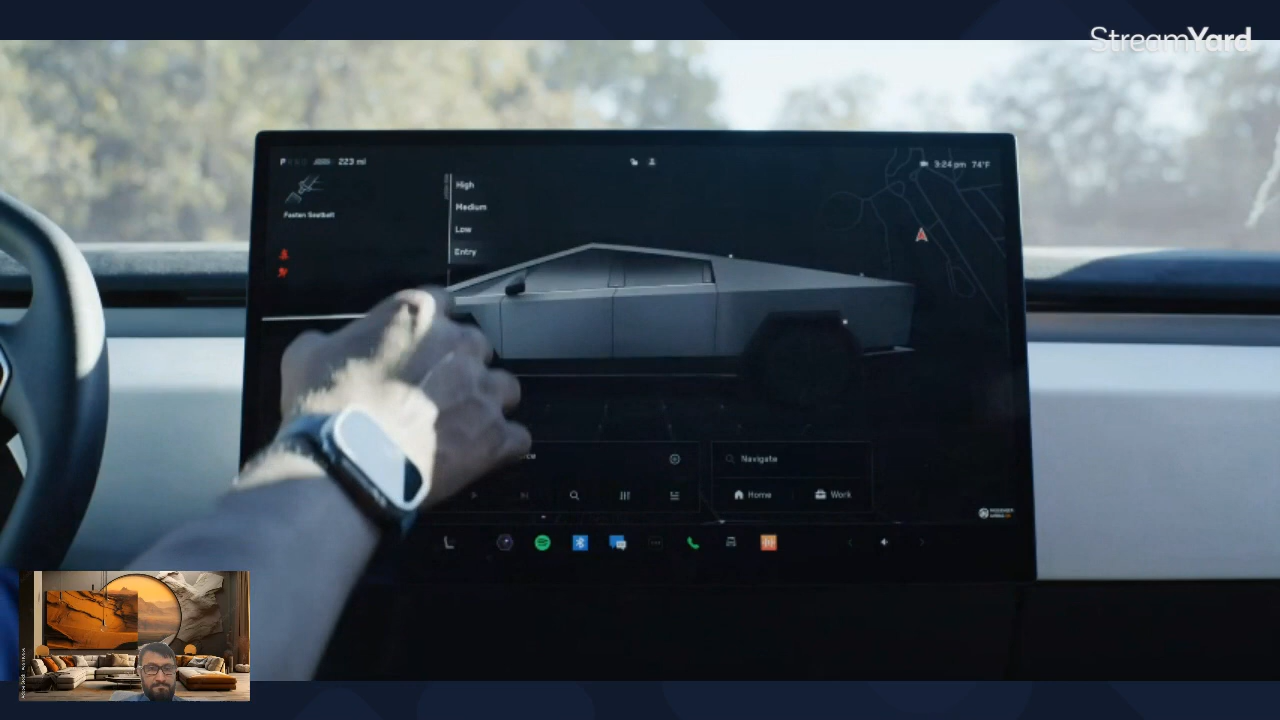 StreamYard
P 223 mi
3:24 pm 74°F
High
Medium
Low
Entry
Fasten Seatbelt
Navigate
Home Work